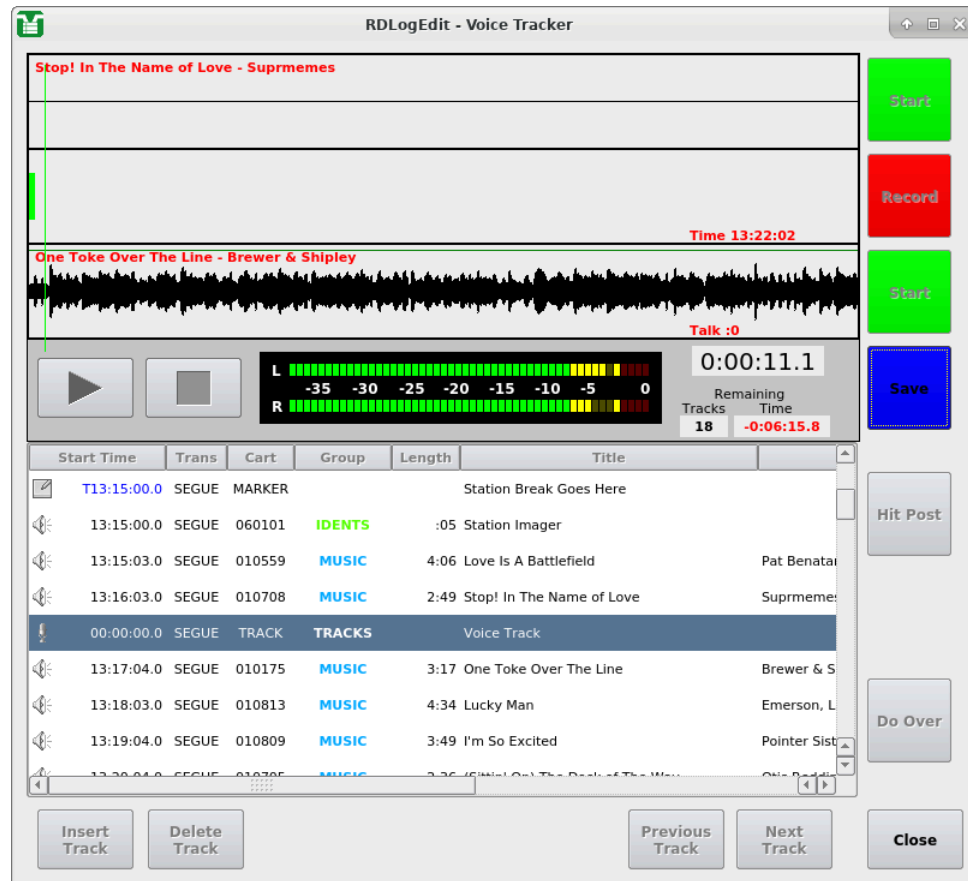 RDLogEdit - Voice Tracker
Stop! In The Name of Love - Suprmemes
Start
Record
Time 13:22:02
One Toke Over The Line - Brewer & Shipley
Start
Talk :0
L -35 -30 -25 -20 -15 -10 -5 0
R
0:00:11.1
Remaining
Tracks Time
18 -0:06:15.8
Save
Start Time Trans Cart Group Length Title
T13:15:00.0 SEGUE MARKER Station Break Goes Here
13:15:00.0 SEGUE 060101 IDENTS :05 Station Imager
13:15:03.0 SEGUE 010559 MUSIC 4:06 Love Is A Battlefield Pat Benatar
13:16:03.0 SEGUE 010708 MUSIC 2:49 Stop! In The Name of Love Suprmemes
00:00:00.0 SEGUE TRACK TRACKS Voice Track
13:17:04.0 SEGUE 010175 MUSIC 3:17 One Toke Over The Line Brewer & S
13:18:03.0 SEGUE 010813 MUSIC 4:34 Lucky Man Emerson, L
13:19:04.0 SEGUE 010809 MUSIC 3:49 I'm So Excited Pointer Sist
Hit Post
Do Over
Insert Track
Delete Track
Previous Track
Next Track
Close